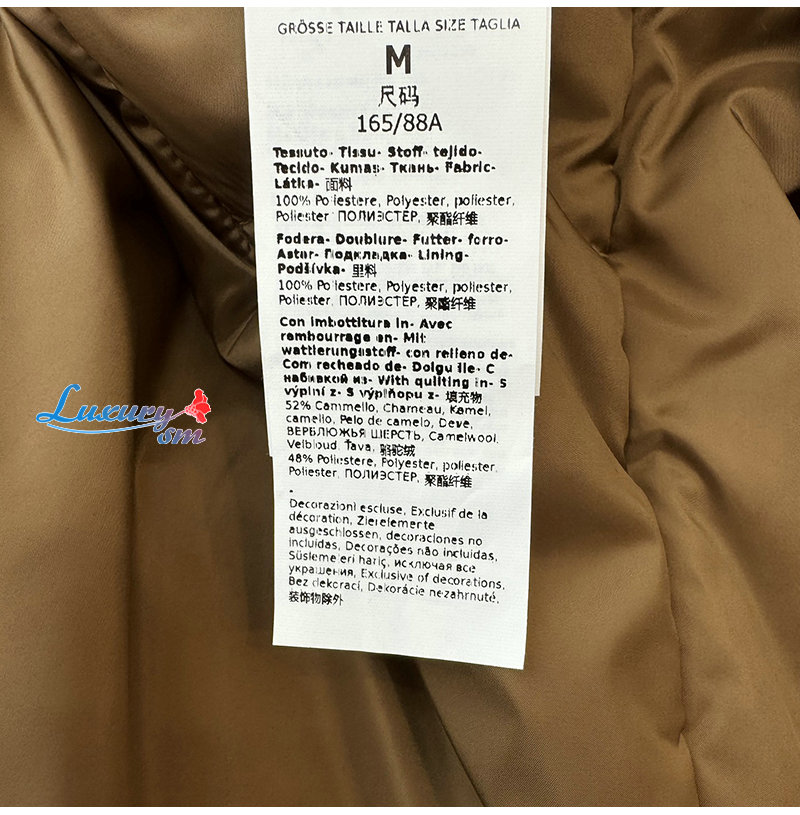 GRÖSSE TAILLE TALLA SIZE TAGLIA
M
尺码
165/88A
Tessuto- Tissu- Stoff- tejido-
Tecido- Kumaş- Ткань- Fabric-
Látka- 面料
100% Poliestere, Polyester, poliester,
Poliester ПОЛИЭСТЕР, 聚酯纤维
Fodera- Doublure- Futter- forro-
Astar- Подкладка- Lining-
Podšívka- 里料
100% Poliestere, Polyester, poliester,
Poliester, ПОЛИЭСТЕР, 聚酯纤维
Con imbottitura in- Avec
rembourrage en- Mit
wattierungsstoff- con relleno de-
Com recheado de- Dolgu ile- C
набивкой из- With quilting in- S
výplní z- S výplňopu z- 填充物
52% Cammello, Chameau, Kamel,
camello, Pelo de camelo, Deve,
ВЕРБЛЮЖЬЯ ШЕРСТЬ, Camelwool,
Velbloud, Ťava, 骆驼绒
48% Poliestere, Polyester, poliester,
Poliester, ПОЛИЭСТЕР, 聚酯纤维
-
Decorazioni escluse, Exclusif de la
décoration, Zierelemente
ausgeschlossen, decoraciones no
incluidas, Decorações não incluidas,
Süslemeleri hariç, исключая все
украшения, Exclusive of decorations,
Bez dekorací, Dekorácie nezahrnuté,
装饰物除外
Luxury
sm